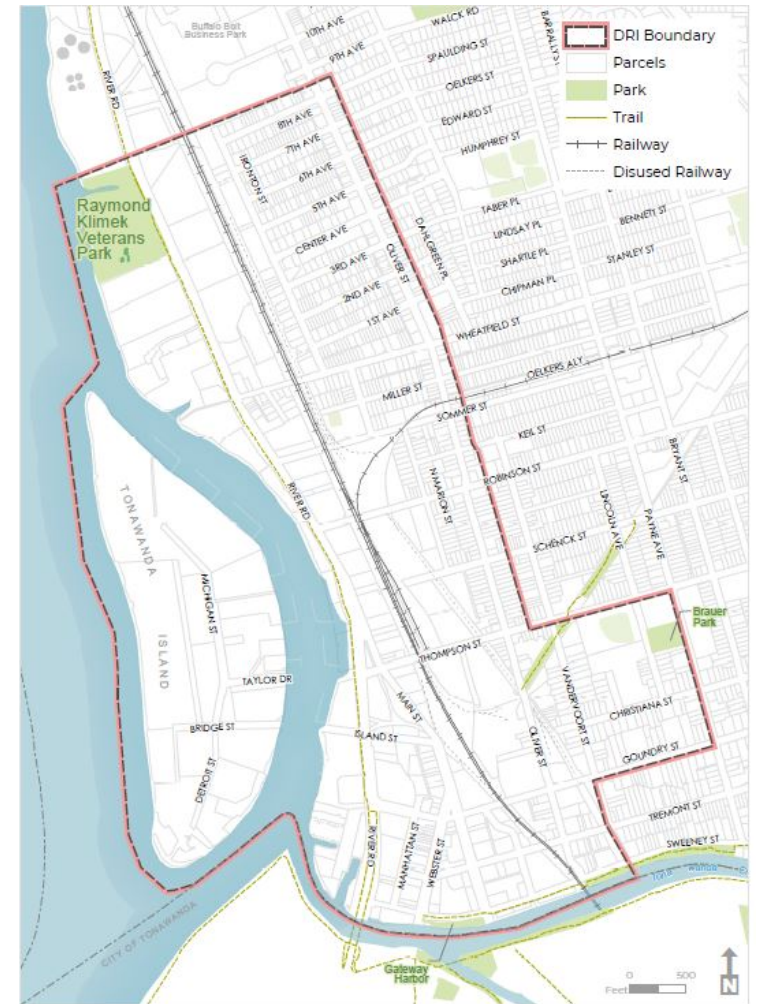 Buffalo Bolt
Business Park
10TH AVE
9TH AVE
WALCK RD
SPAULDING ST
OELKERS ST
EDWARD ST
HUMPHREY ST
BARRALLY ST
DRI Boundary
Parcels
Park
Trail
Railway
Disused Railway
RIVER RD
8TH AVE
7TH AVE
6TH AVE
5TH AVE
CENTER AVE
3RD AVE
2ND AVE
1ST AVE
IRONTON ST
OLIVER ST
DAHLGREEN PL
TABER PL
LINDSAY PL
SHARTLE PL
CHIPMAN PL
BENNETT ST
STANLEY ST
WHEATFIELD ST
Raymond
Klimek
Veterans
Park
OELKERS ALY
MILLER ST
SOMMER ST
KEIL ST
ROBINSON ST
N MARION ST
BRYANT ST
LINCOLN AVE
PAYNE AVE
SCHENCK ST
RIVER RD
TONAWANDA
ISLAND
MICHIGAN ST
TAYLOR DR
BRIDGE ST
DETROIT ST
THOMPSON ST
MAIN ST
ISLAND ST
Brauer
Park
VANDERVOORT ST
CHRISTIANA ST
OLIVER ST
GOUNDRY ST
TREMONT ST
SWEENEY ST
RIVER RD
MANHATTAN ST
WEBSTER ST
CITY OF TONAWANDA
Gateway
Harbor
0 500
Feet
N